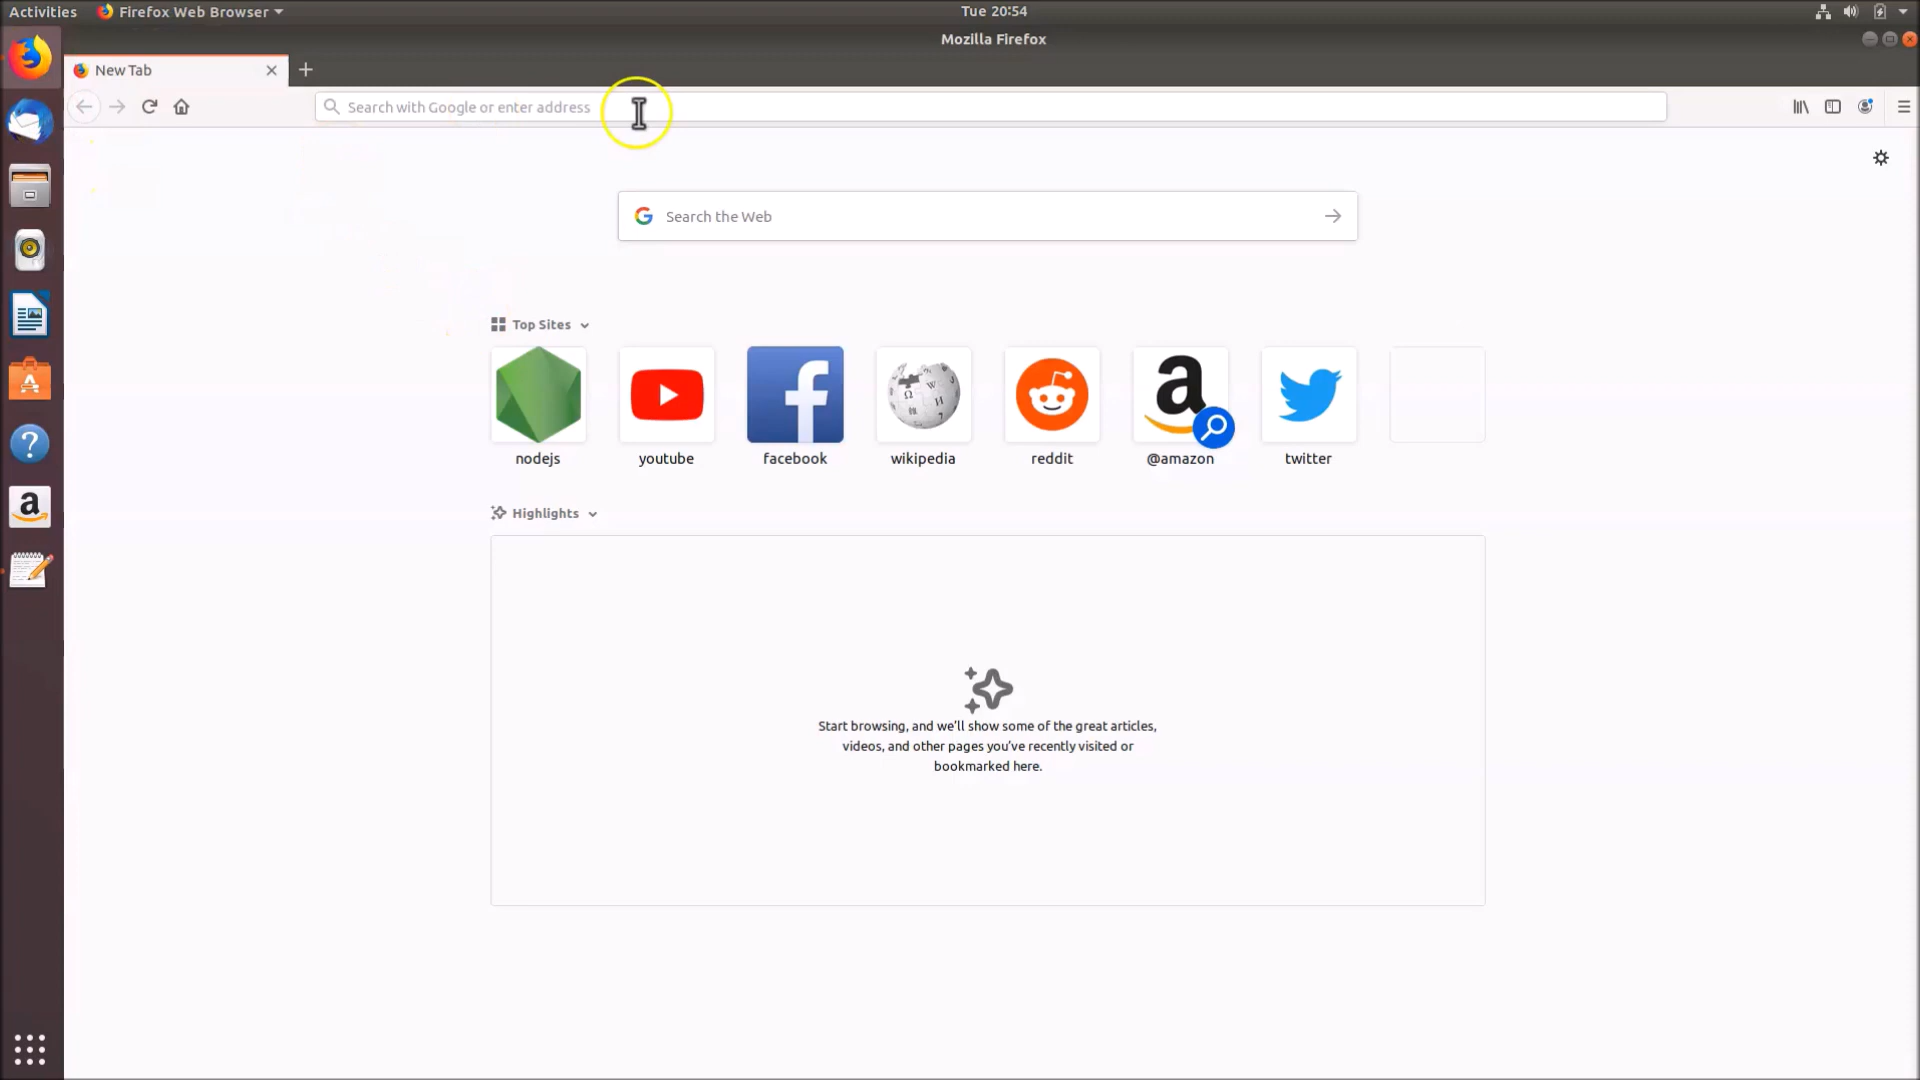 Activities
Firefox Web Browser
Tue 20:54
Mozilla Firefox
New Tab
Search with Google or enter address
Search the Web
Top Sites
nodejs
youtube
facebook
wikipedia
reddit
@amazon
twitter
Highlights
Start browsing, and we'll show some of the great articles,
videos, and other pages you've recently visited or
bookmarked here.